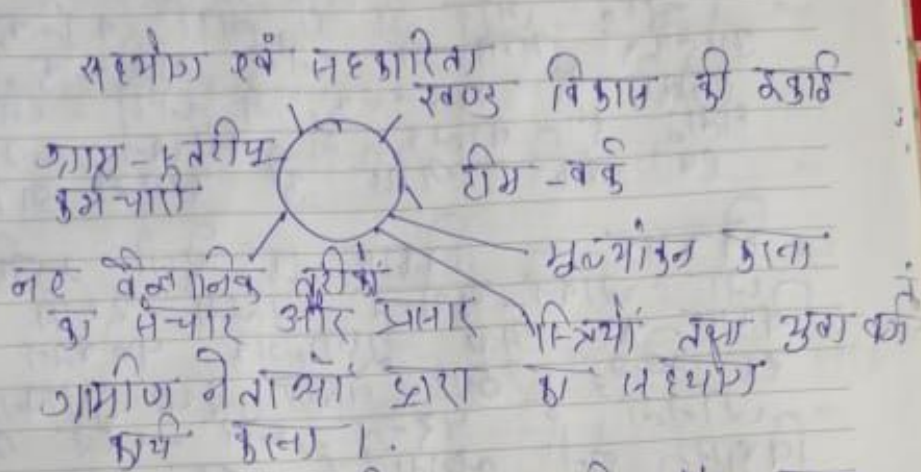 सहयोग एवं सहकारिता
खण्ड विकास की इकाई
ग्राम-स्तरीय
कर्मचारी
टीम-वर्क
मूल्यांकन करना
नए वैज्ञानिक तरीकों
का संचार और प्रसार
स्त्रियों तथा युवा वर्ग
का सहयोग
ग्रामीण नेताओं द्वारा
कार्य करना।